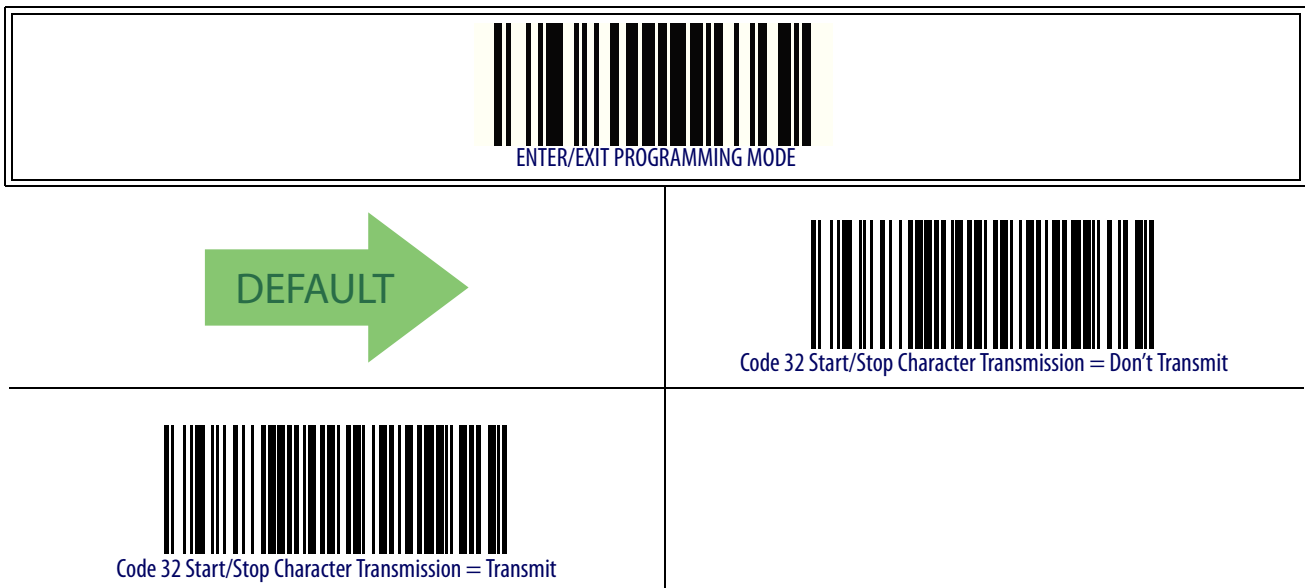 ENTER/EXIT PROGRAMMING MODE
DEFAULT
Code 32 Start/Stop Character Transmission = Don’t Transmit
Code 32 Start/Stop Character Transmission = Transmit